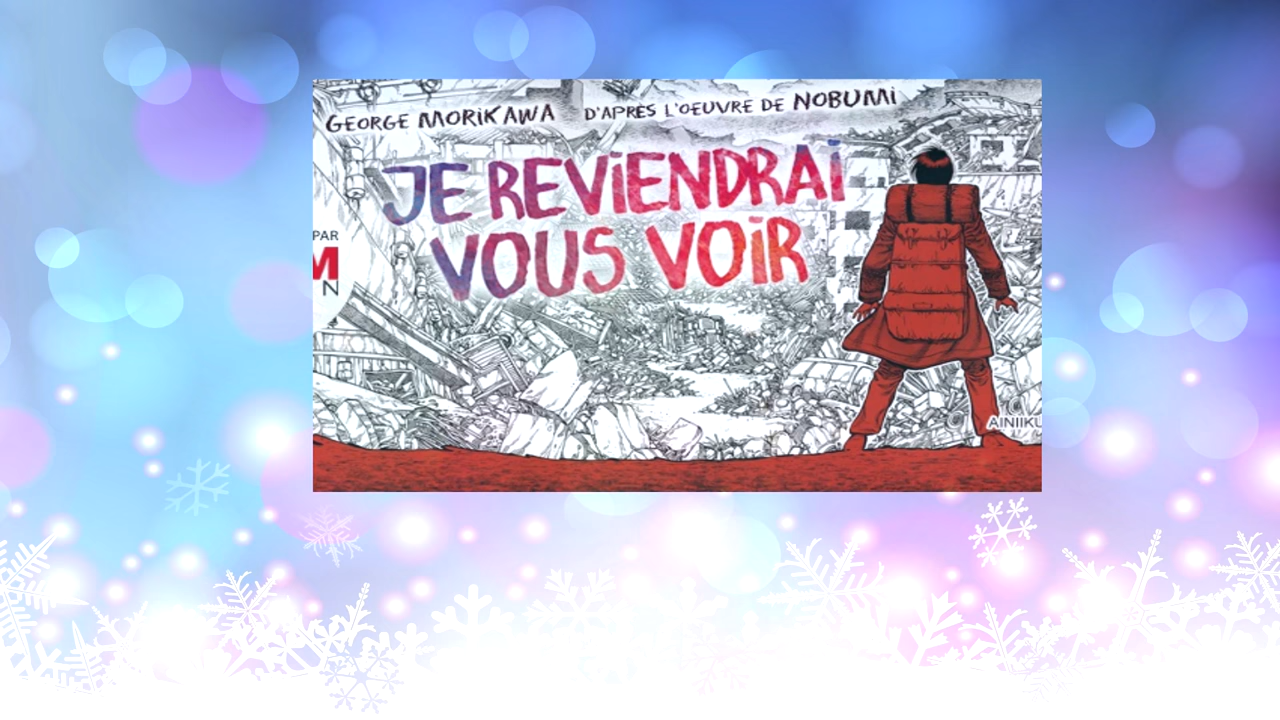 GEORGE MORIKAWA D'APRÈS L'OEUVRE DE NOBUMI
JE REVIENDRAI
VOUS VOIR
PAR
M
N
AINIIKU